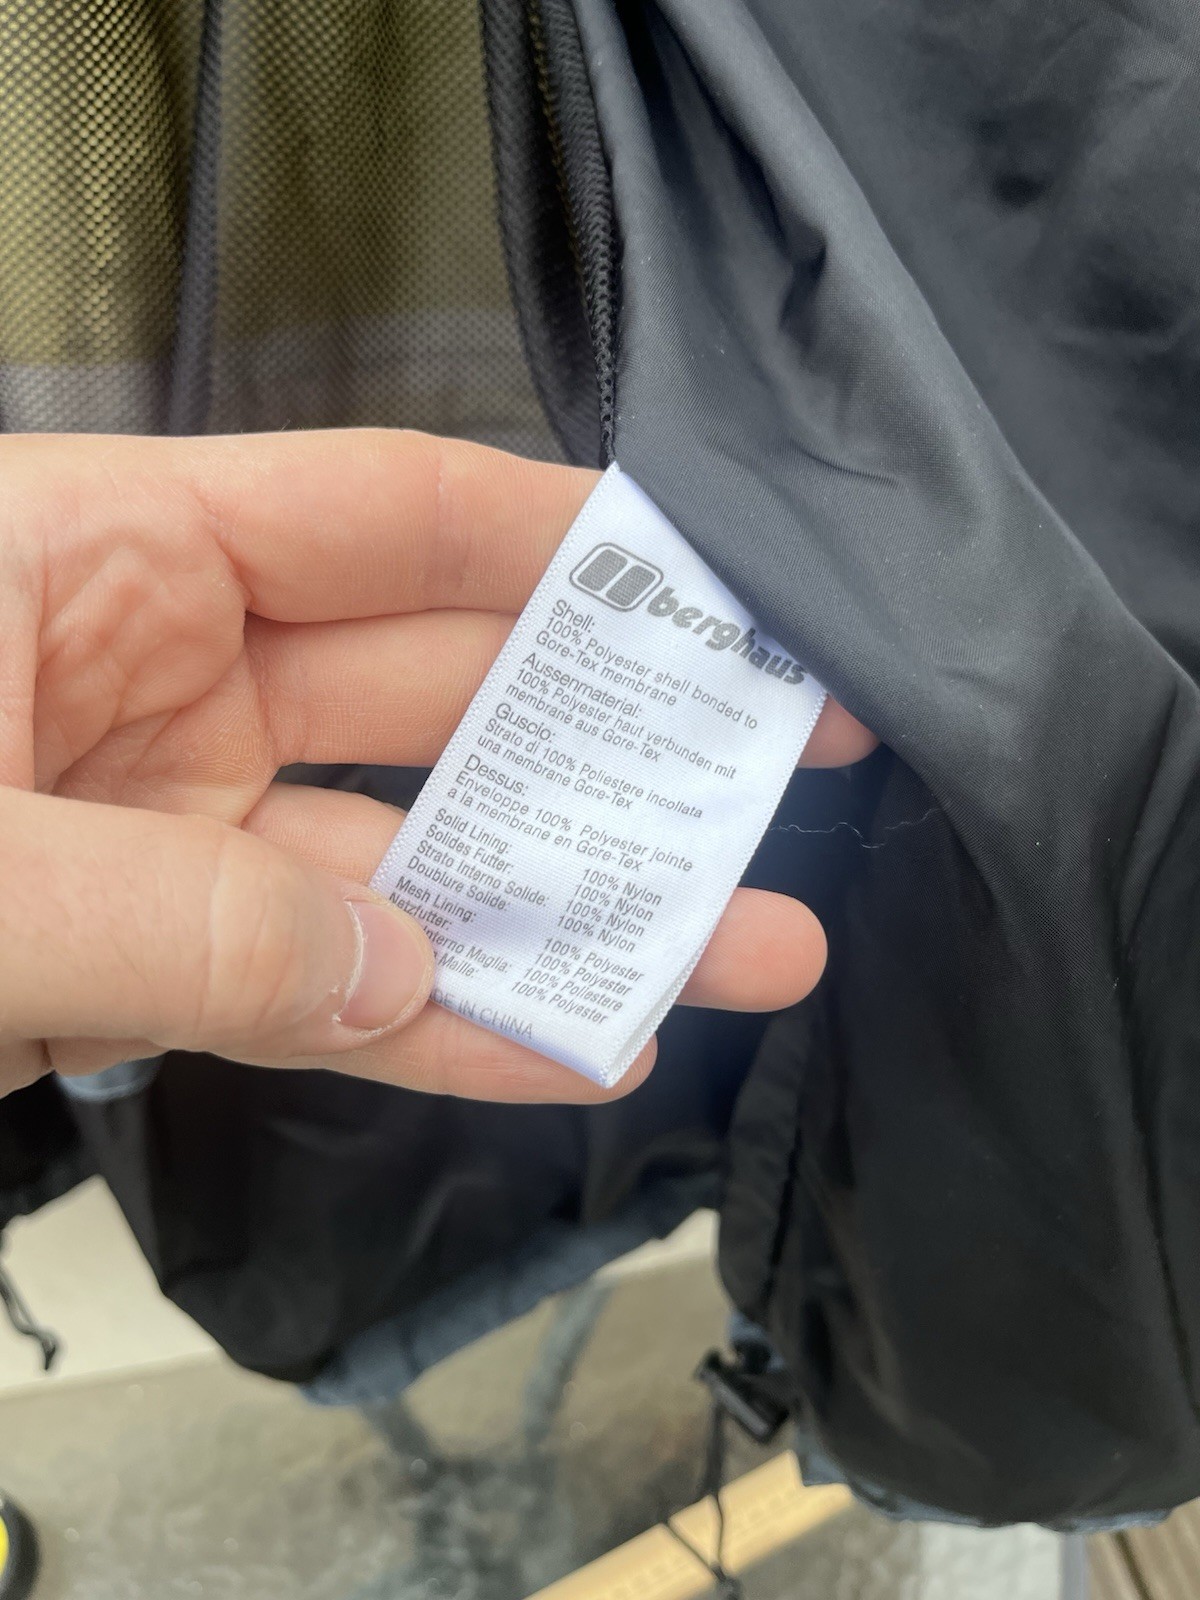 berghaus
Shell:
100% Polyester shell bonded to
Gore-Tex membrane
Aussenmaterial:
100% Polyester haut verbunden mit
membrane aus Gore-Tex
Guscio:
Strato di 100% Poliestere incollata
una membrane Gore-Tex
Dessus:
Enveloppe 100% Polyester jointe
a la membrane en Gore-Tex
Solid Lining: 100% Nylon
Solides Futter: 100% Nylon
Strato Interno Solide: 100% Nylon
Doublure Solide: 100% Nylon
Mesh Lining: 100% Polyester
Netzfutter: 100% Polyester
Interno Maglia: 100% Poliestere
Maille: 100% Polyester
DE IN CHINA